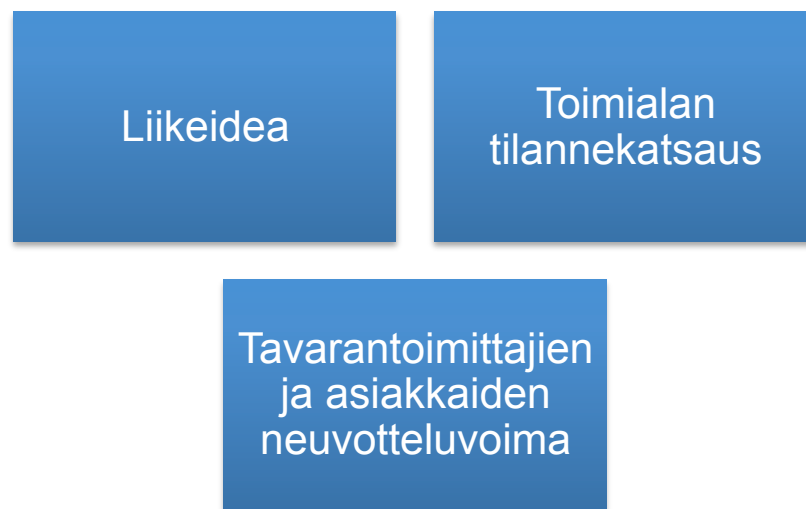 Liikeidea
Toimialan
tilannekatsaus
Tavarantoimittajien
ja asiakkaiden
neuvotteluvoima